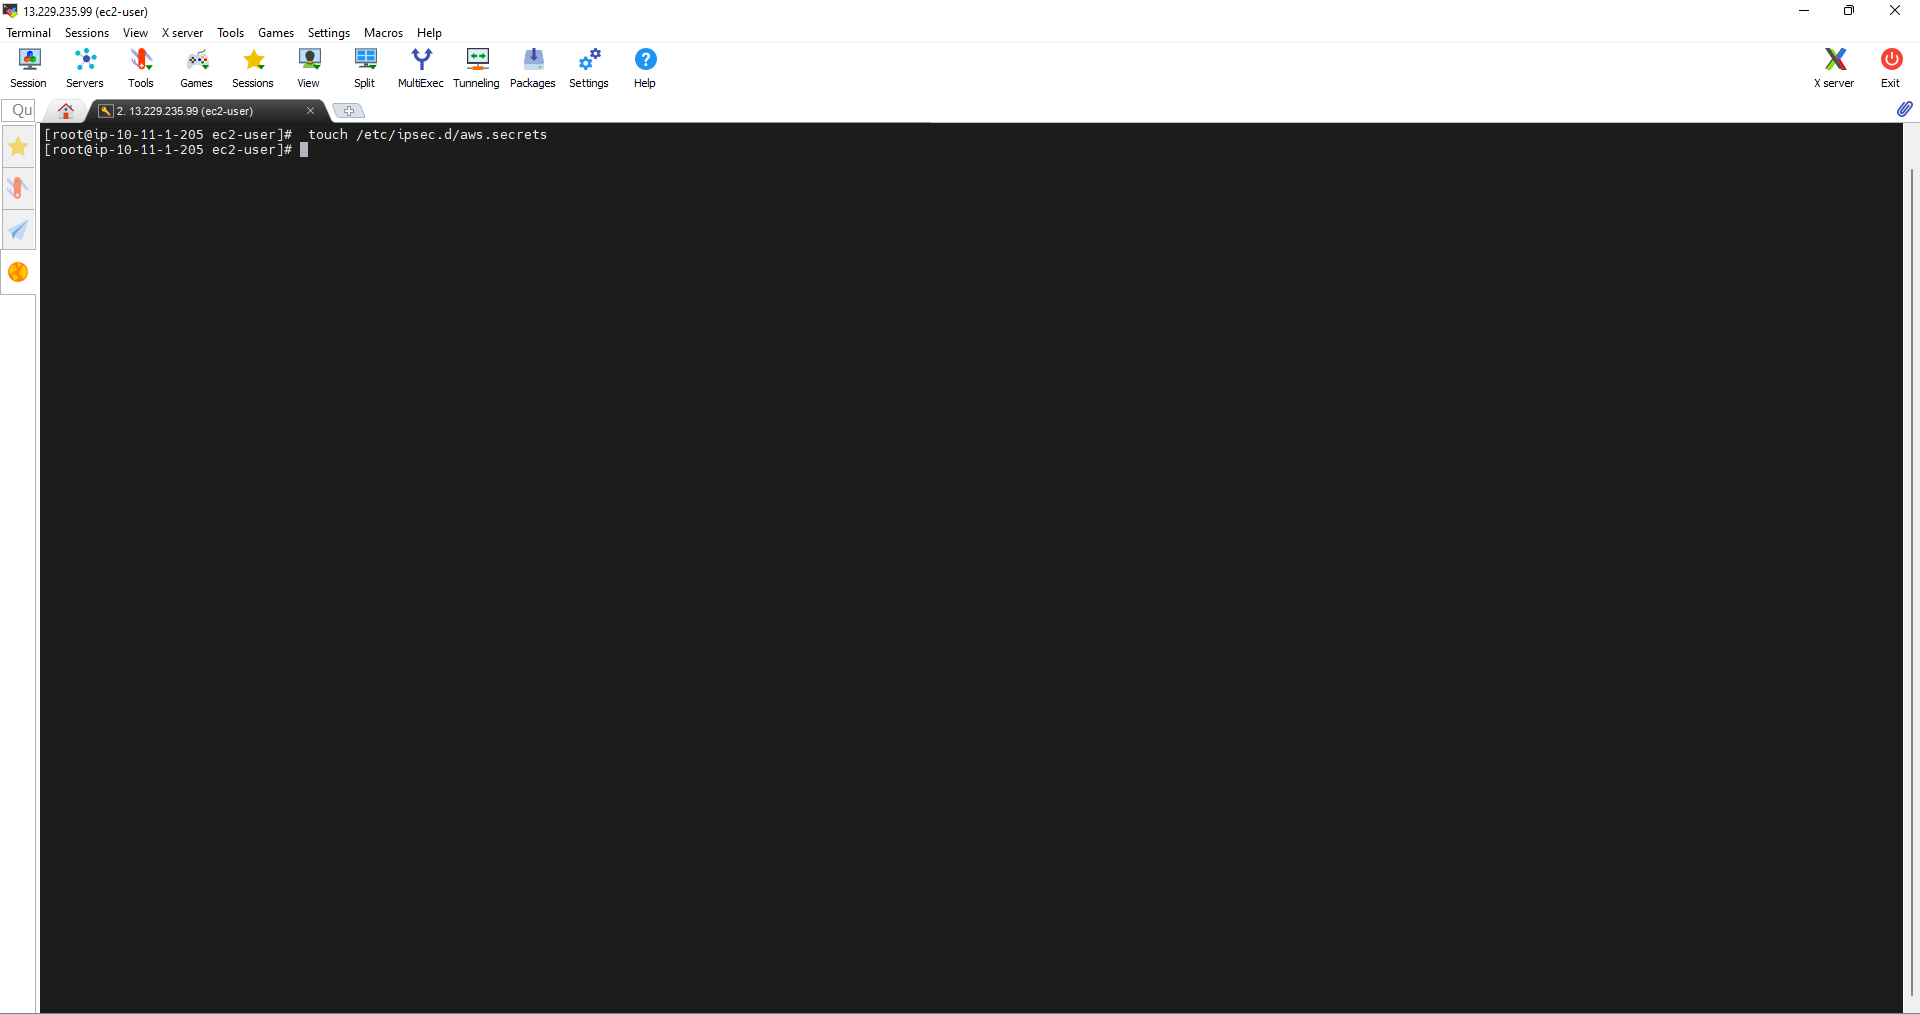 13.229.235.99 (ec2-user)
Terminal Sessions View X server Tools Games Settings Macros Help
Session Servers Tools Games Sessions View Split MultiExec Tunneling Packages Settings Help X server Exit
Qu 2. 13.229.235.99 (ec2-user)
[root@ip-10-11-1-205 ec2-user]#  touch /etc/ipsec.d/aws.secrets
[root@ip-10-11-1-205 ec2-user]#